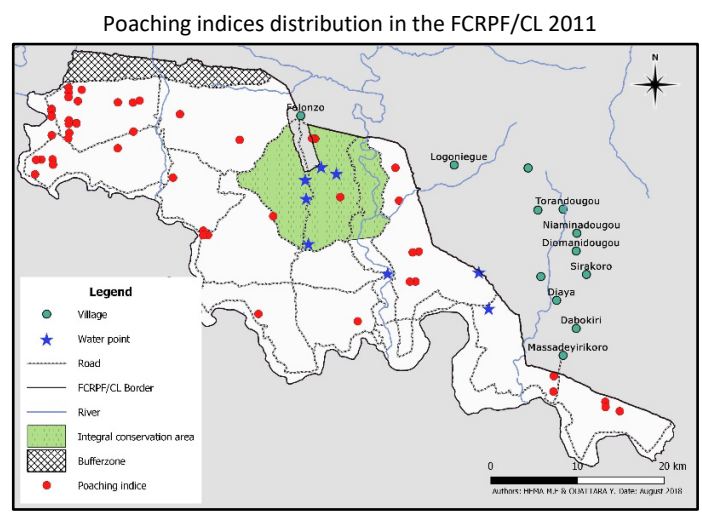 Poaching indices distribution in the FCRPF/CL 2011
N
Folonzo
Logoniegue
Torandougou
Niaminadougou
Diomanidougou
Sirakoro
Diaya
Dabokiri
Massadeyirikoro
Legend
Village
Water point
Road
FCRPF/CL Border
River
Integral conservation area
Bufferzone
Poaching indice
0 10 20 km
Authors: HEMA M.F & OUATTARA Y. Date: August 2018